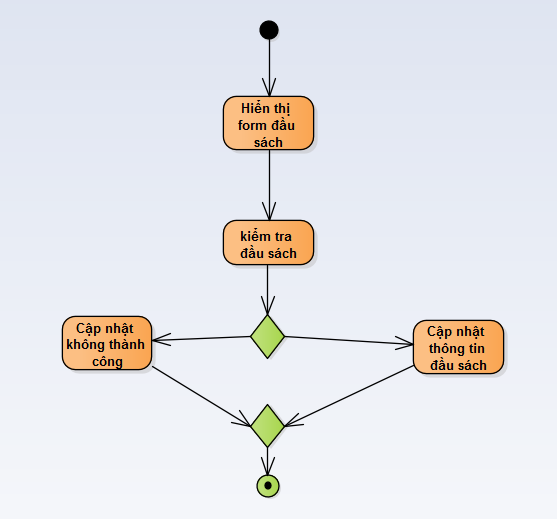 Hiển thị
form đầu
sách
kiểm tra
đầu sách
Cập nhật
không thành
công
Cập nhật
thông tin
đầu sách